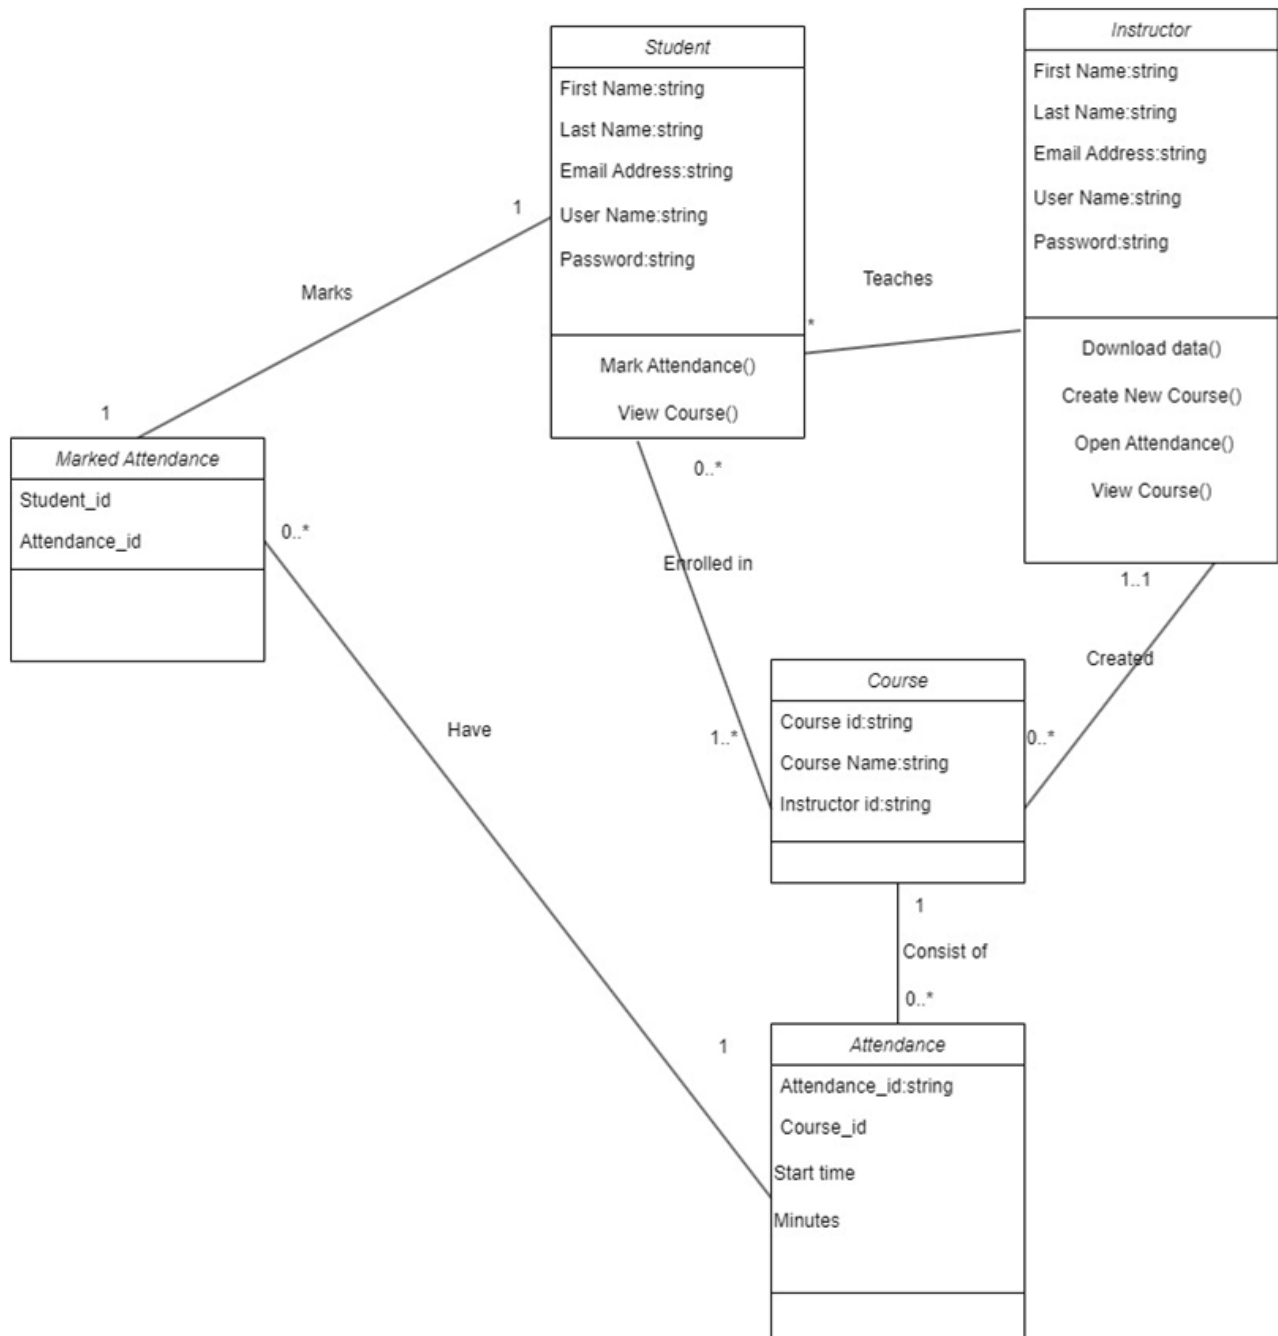 Student
First Name:string
Last Name:string
Email Address:string
User Name:string
Password:string
Mark Attendance()
View Course()
Instructor
First Name:string
Last Name:string
Email Address:string
User Name:string
Password:string
Download data()
Create New Course()
Open Attendance()
View Course()
1
Marks
1
Teaches
*
Marked Attendance
Student_id
Attendance_id
0..*
Have
1
0..*
Enrolled in
1..*
1..1
Created
0..*
Course
Course id:string
Course Name:string
Instructor id:string
1
Consist of
0..*
Attendance
Attendance_id:string
Course_id
Start time
Minutes